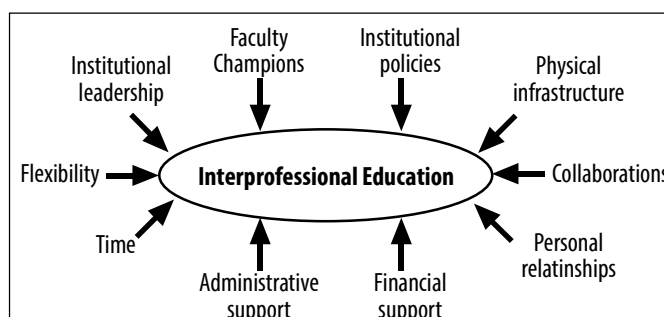 Institutional
leadership
Faculty
Champions
Institutional
policies
Physical
infrastructure
Flexibility
Interprofessional Education
Collaborations
Time
Administrative
support
Financial
support
Personal
relatinships